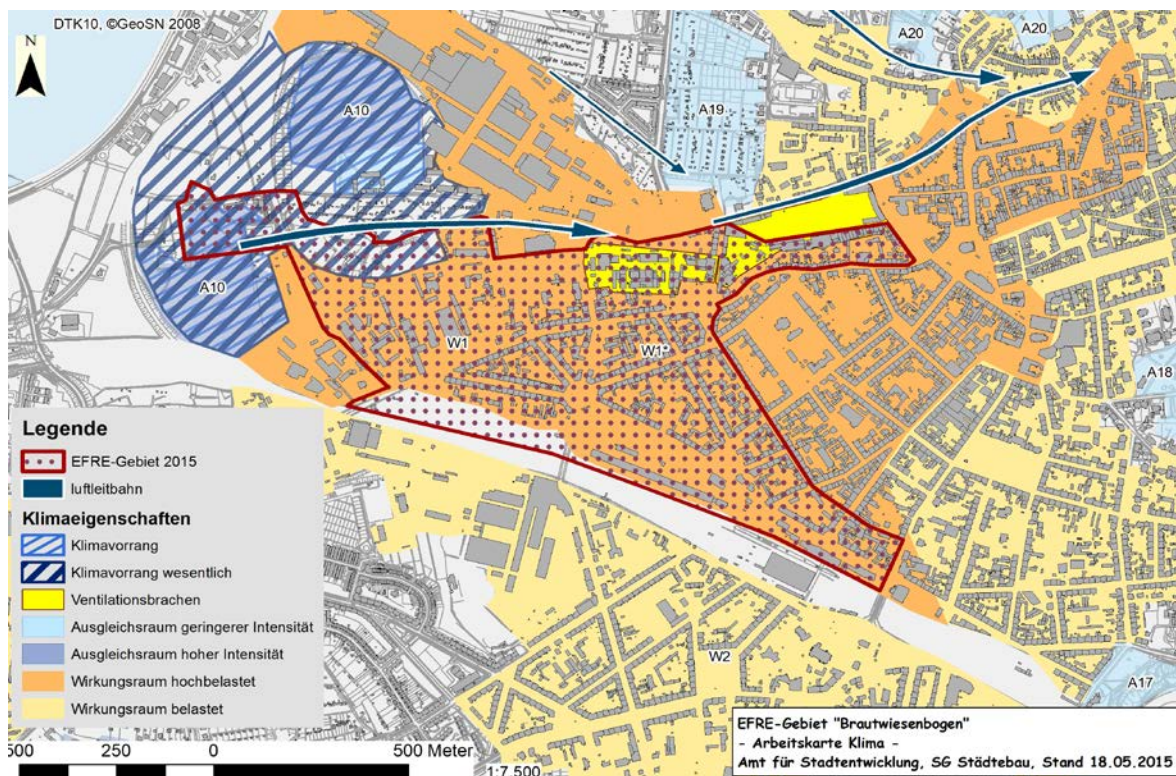 DTK10, ©GeoSN 2008
N
A20
A20
A10
A19
A10
A18
W1
W1*
W2
A17
Legende
EFRE-Gebiet 2015
luftleitbahn
Klimaeigenschaften
Klimavorrang
Klimavorrang wesentlich
Ventilationsbrachen
Ausgleichsraum geringerer Intensität
Ausgleichsraum hoher Intensität
Wirkungsraum hochbelastet
Wirkungsraum belastet
500 250 0 500 Meter
1:7.500
EFRE-Gebiet "Brautwiesenbogen"
- Arbeitskarte Klima -
Amt für Stadtentwicklung, SG Städtebau, Stand 18.05.2015